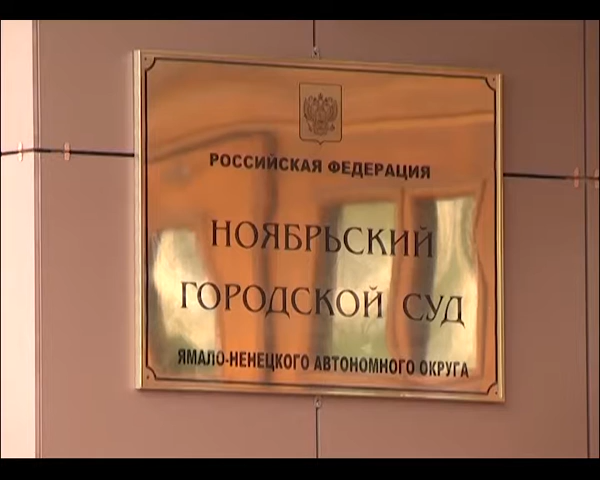 РОССИЙСКАЯ ФЕДЕРАЦИЯ
НОЯБРЬСКИЙ
ГОРОДСКОЙ СУД
ЯМАЛО-НЕНЕЦКОГО АВТОНОМНОГО ОКРУГА